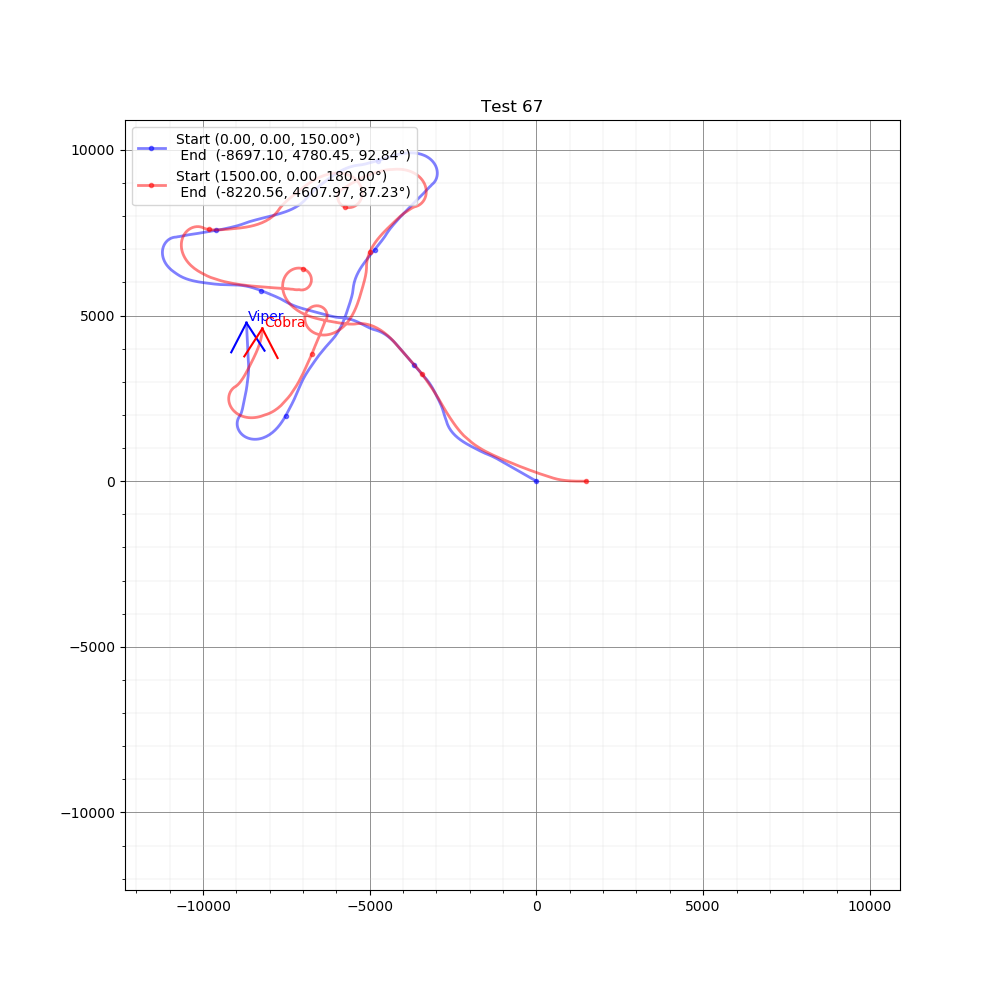 Test 67
Start (0.00, 0.00, 150.00°)
End (-8697.10, 4780.45, 92.84°)
Start (1500.00, 0.00, 180.00°)
End (-8220.56, 4607.97, 87.23°)
10000
5000
Viper
Cobra
0
−5000
−10000
−10000 −5000 0 5000 10000